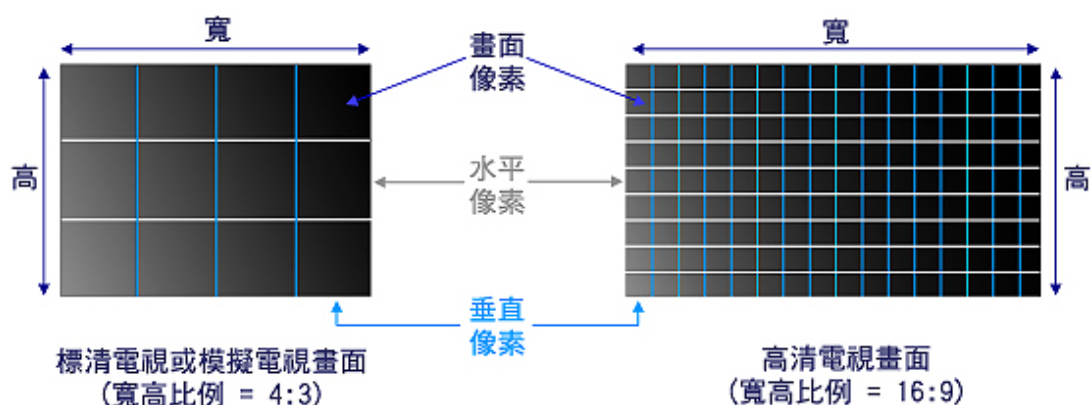 寬
畫面
像素
寬
高
水平
像素
高
垂直
像素
標清電視或模擬電視畫面
(寬高比例 = 4:3)
高清電視畫面
(寬高比例 = 16:9)